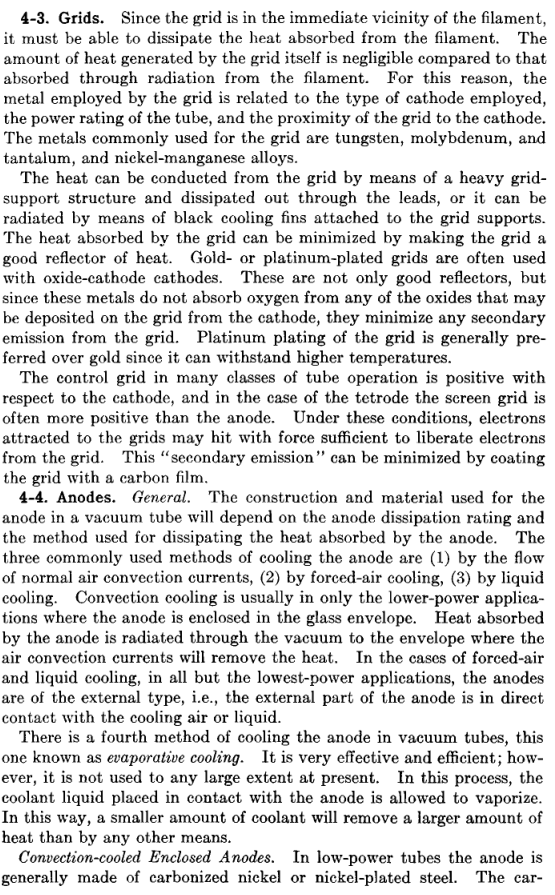 4-3. Grids. Since the grid is in the immediate vicinity of the filament,
it must be able to dissipate the heat absorbed from the filament. The
amount of heat generated by the grid itself is negligible compared to that
absorbed through radiation from the filament. For this reason, the
metal employed by the grid is related to the type of cathode employed,
the power rating of the tube, and the proximity of the grid to the cathode.
The metals commonly used for the grid are tungsten, molybdenum, and
tantalum, and nickel-manganese alloys.
The heat can be conducted from the grid by means of a heavy grid-
support structure and dissipated out through the leads, or it can be
radiated by means of black cooling fins attached to the grid supports.
The heat absorbed by the grid can be minimized by making the grid a
good reflector of heat. Gold- or platinum-plated grids are often used
with oxide-cathode cathodes. These are not only good reflectors, but
since these metals do not absorb oxygen from any of the oxides that may
be deposited on the grid from the cathode, they minimize any secondary
emission from the grid. Platinum plating of the grid is generally pre-
ferred over gold since it can withstand higher temperatures.
The control grid in many classes of tube operation is positive with
respect to the cathode, and in the case of the tetrode the screen grid is
often more positive than the anode. Under these conditions, electrons
attracted to the grids may hit with force sufficient to liberate electrons
from the grid. This "secondary emission" can be minimized by coating
the grid with a carbon film.
4-4. Anodes. General. The construction and material used for the
anode in a vacuum tube will depend on the anode dissipation rating and
the method used for dissipating the heat absorbed by the anode. The
three commonly used methods of cooling the anode are (1) by the flow
of normal air convection currents, (2) by forced-air cooling, (3) by liquid
cooling. Convection cooling is usually in only the lower-power applica-
tions where the anode is enclosed in the glass envelope. Heat absorbed
by the anode is radiated through the vacuum to the envelope where the
air convection currents will remove the heat. In the cases of forced-air
and liquid cooling, in all but the lowest-power applications, the anodes
are of the external type, i.e., the external part of the anode is in direct
contact with the cooling air or liquid.
There is a fourth method of cooling the anode in vacuum tubes, this
one known as evaporative cooling. It is very effective and efficient; how-
ever, it is not used to any large extent at present. In this process, the
coolant liquid placed in contact with the anode is allowed to vaporize.
In this way, a smaller amount of coolant will remove a larger amount of
heat than by any other means.
Convection-cooled Enclosed Anodes. In low-power tubes the anode is
generally made of carbonized nickel or nickel-plated steel. The car-